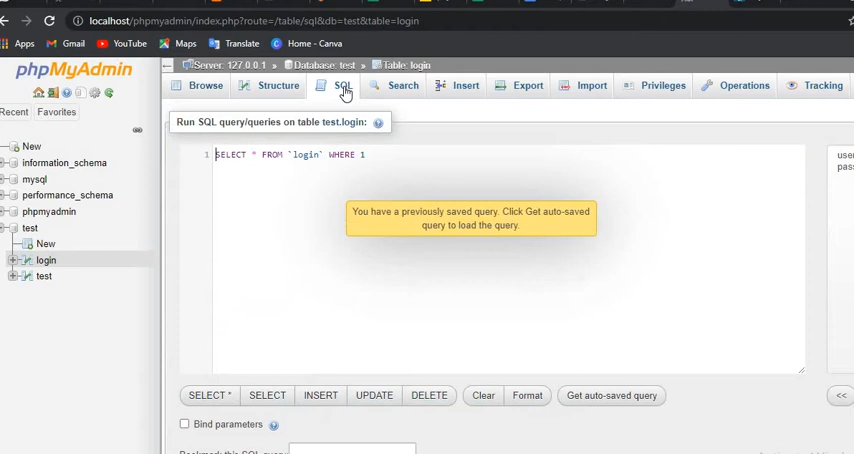 localhost/phpmyadmin/index.php?route=/table/sql&db=test&table=login
Apps Gmail YouTube Maps Translate Home - Canva
phpMyAdmin
Recent Favorites
New
information_schema
mysql
performance_schema
phpmyadmin
test
New
login
test
Server: 127.0.0.1 » Database: test » Table: login
Browse Structure SQL Search Insert Export Import Privileges Operations Tracking
Run SQL query/queries on table test.login:
1 SELECT * FROM `login` WHERE 1
You have a previously saved query. Click Get auto-saved
query to load the query.
SELECT * SELECT INSERT UPDATE DELETE Clear Format Get auto-saved query <<
Bind parameters